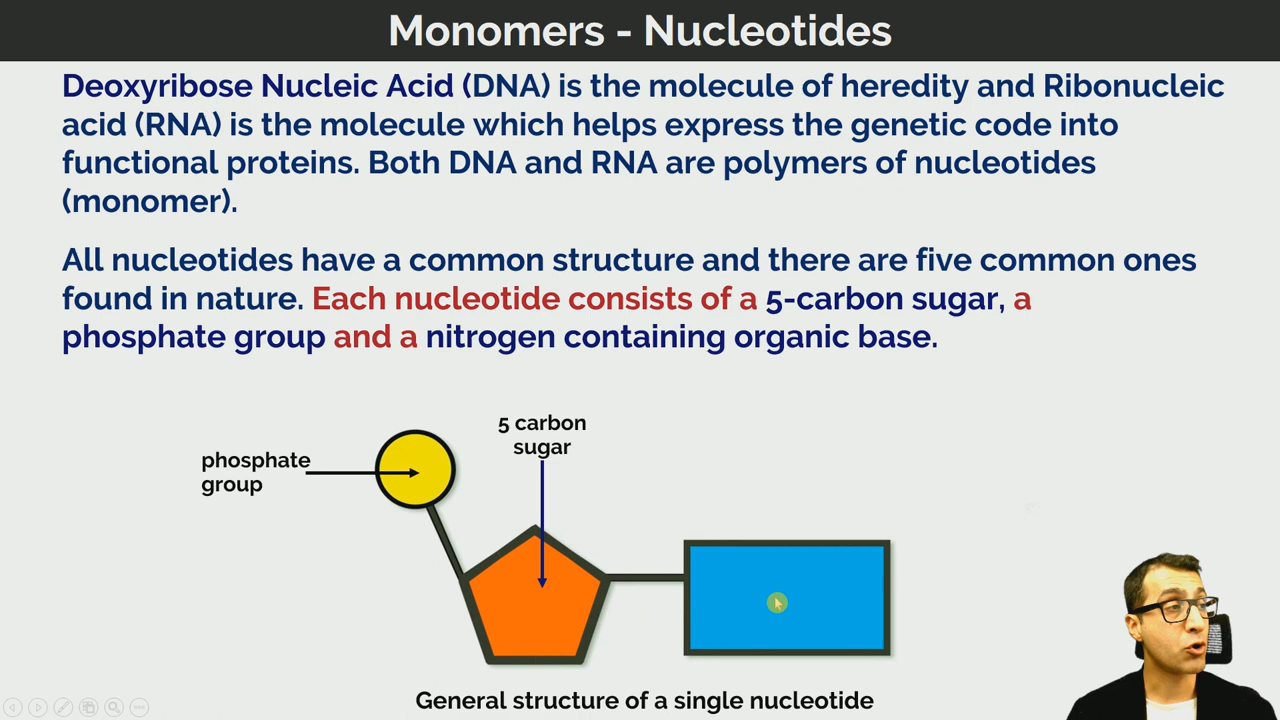 Monomers - Nucleotides
Deoxyribose Nucleic Acid (DNA) is the molecule of heredity and Ribonucleic
acid (RNA) is the molecule which helps express the genetic code into
functional proteins. Both DNA and RNA are polymers of nucleotides
(monomer).
All nucleotides have a common structure and there are five common ones
found in nature. Each nucleotide consists of a 5-carbon sugar, a
phosphate group and a nitrogen containing organic base.
5 carbon
sugar
phosphate
group
General structure of a single nucleotide